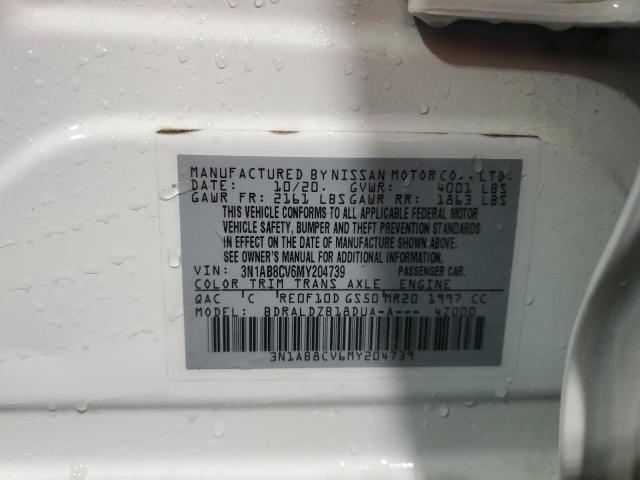 MANUFACTURED BY NISSAN MOTOR CO., LTD.
DATE: 10/20. GVWR: 4001 LBS
GAWR FR: 2161 LBS GAWR RR: 1863 LBS
THIS VEHICLE CONFORMS TO ALL APPLICABLE FEDERAL MOTOR
VEHICLE SAFETY, BUMPER AND THEFT PREVENTION STANDARDS
IN EFFECT ON THE DATE OF MANUFACTURE SHOWN ABOVE.
SEE OWNER'S MANUAL FOR ADDITIONAL INFORMATION.
VIN: 3N1AB8CV6MY204739 PASSENGER CAR.
COLOR TRIM TRANS AXLE ENGINE
QAC C RE0F10D GS50 MR20 1997 CC
MODEL: BDRALDZB18DUA-A--- 4Z000
3N1AB8CV6MY204739